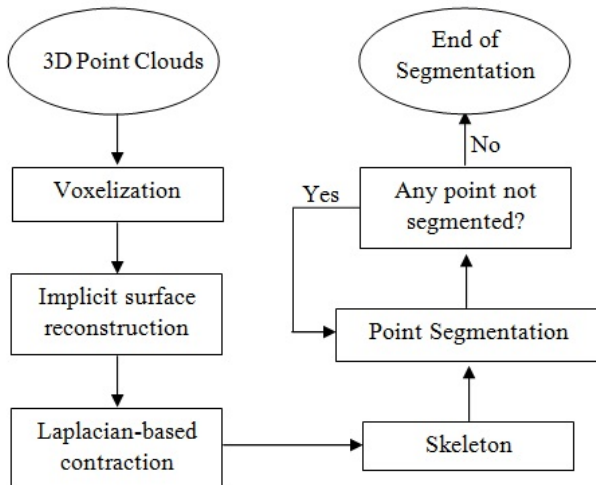 3D Point Clouds
Voxelization
Implicit surface
reconstruction
Laplacian-based
contraction
Skeleton
Point Segmentation
Any point not
segmented?
Yes
No
End of
Segmentation